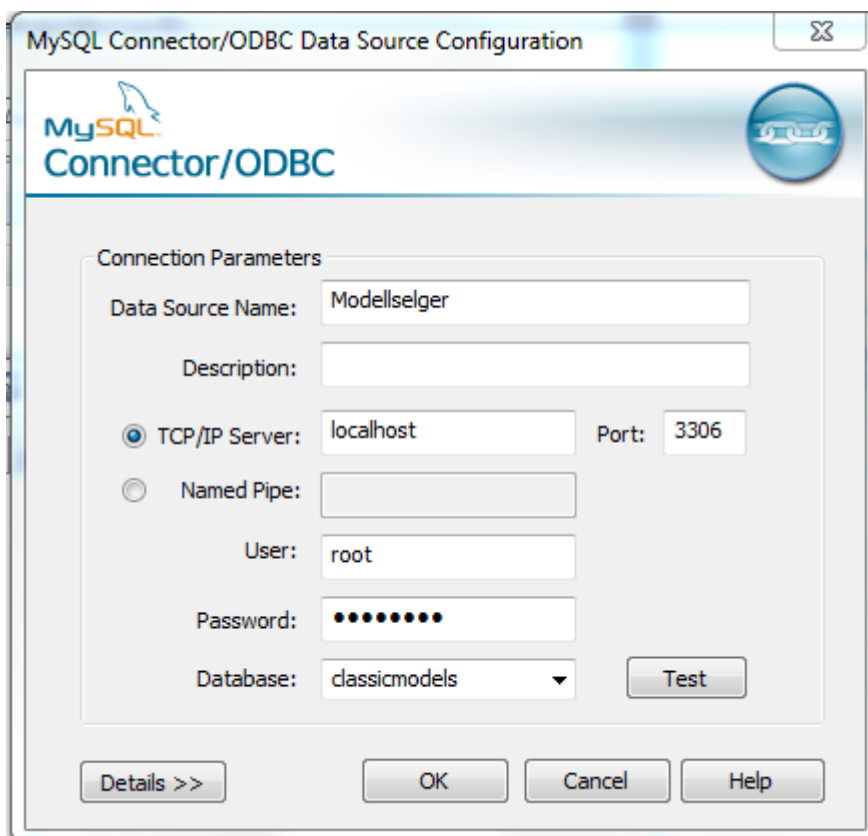 MySQL Connector/ODBC Data Source Configuration
MySQL
Connector/ODBC
Connection Parameters
Data Source Name: Modellselger
Description:
TCP/IP Server: localhost Port: 3306
Named Pipe:
User: root
Password: ••••••••
Database: classicmodels Test
Details >> OK Cancel Help